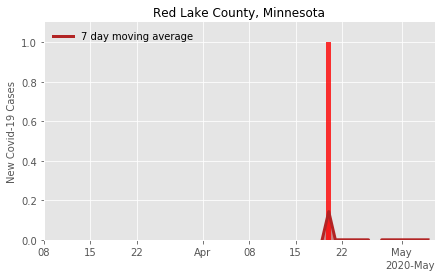 Red Lake County, Minnesota
7 day moving average
New Covid-19 Cases
1.0
0.8
0.6
0.4
0.2
0.0
08 15 22 Apr 08 15 22 May
2020-May